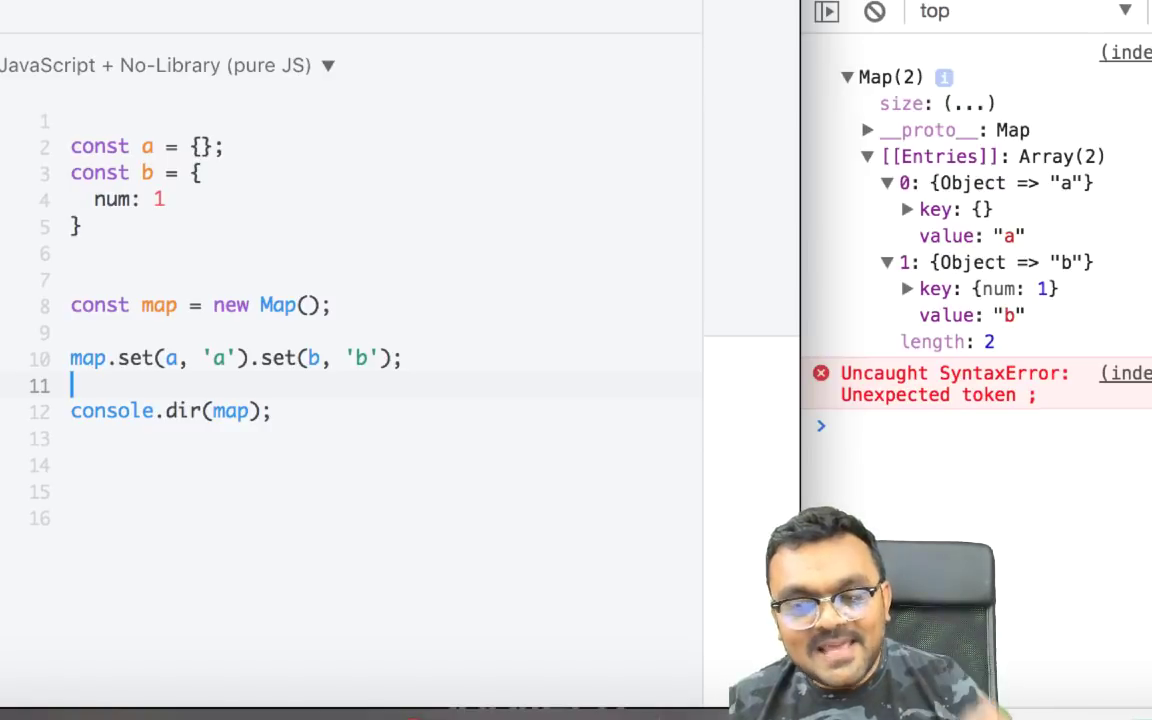 JavaScript + No-Library (pure JS) ▼
1
2 const a = {};
3 const b = {
4 num: 1
5 }
6
7
8 const map = new Map();
9
10 map.set(a, 'a').set(b, 'b');
11
12 console.dir(map);
13
14
15
16
top ▼
(inde
▼Map(2) i
size: (...)
▶__proto__: Map
▼[[Entries]]: Array(2)
▼0: {Object => "a"}
▶key: {}
value: "a"
▼1: {Object => "b"}
▶key: {num: 1}
value: "b"
length: 2
Uncaught SyntaxError: (inde
Unexpected token ;
>